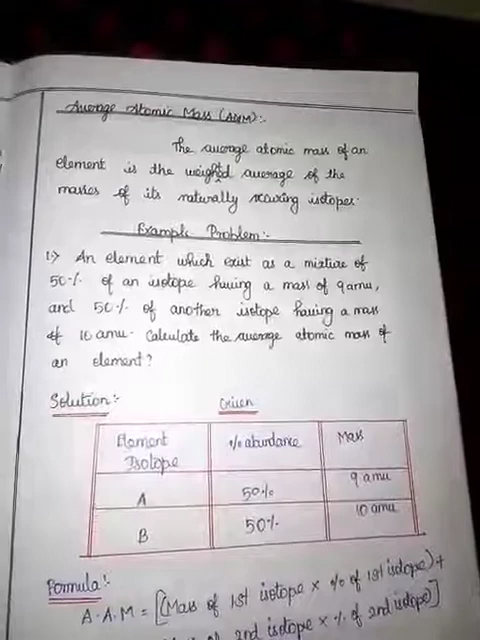 Average Atomic Mass (AAM):-
The average atomic mass of an
element is the weighted average of the
masses of its naturally occuring isotopes.
Example Problem:-
1.> An element which exist as a mixture of
50% of an isotope having a mass of 9 amu,
and 50% of another isotope having a mass
of 10 amu. Calculate the average atomic mass of
an element?
Solution:- Given
Element Isotope % abundance Mass
A 50% 9 amu
B 50% 10 amu
Formula:-
A.A.M = [(Mass of 1st isotope x % of 1st isotope) +
2nd isotope x % of 2nd isotope)]